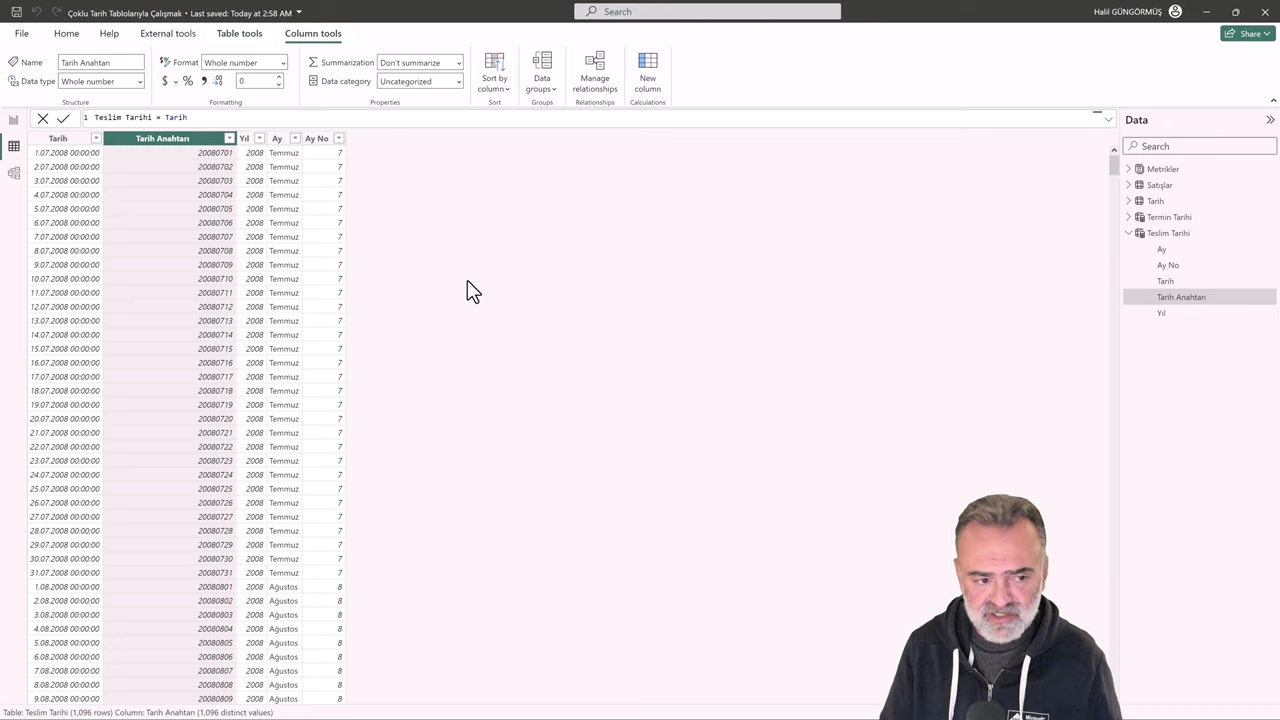 Çoklu Tarih Tablolarıyla Çalışmak • Last saved: Today at 2:58 AM
Search
Halil GÜNGÖRMÜŞ
File Home Help External tools Table tools Column tools
Share
Name Tarih Anahtarı
Data type Whole number
Structure
Format Whole number
$ % 0
Formatting
Summarization Don't summarize
Data category Uncategorized
Properties
Sort by column
Sort
Data groups
Groups
Manage relationships
Relationships
New column
Calculations
1 Teslim Tarihi = Tarih
Tarih Tarih Anahtarı Yıl Ay Ay No
1.07.2008 00:00:00 20080701 2008 Temmuz 7
2.07.2008 00:00:00 20080702 2008 Temmuz 7
3.07.2008 00:00:00 20080703 2008 Temmuz 7
4.07.2008 00:00:00 20080704 2008 Temmuz 7
5.07.2008 00:00:00 20080705 2008 Temmuz 7
6.07.2008 00:00:00 20080706 2008 Temmuz 7
7.07.2008 00:00:00 20080707 2008 Temmuz 7
8.07.2008 00:00:00 20080708 2008 Temmuz 7
9.07.2008 00:00:00 20080709 2008 Temmuz 7
10.07.2008 00:00:00 20080710 2008 Temmuz 7
11.07.2008 00:00:00 20080711 2008 Temmuz 7
12.07.2008 00:00:00 20080712 2008 Temmuz 7
13.07.2008 00:00:00 20080713 2008 Temmuz 7
14.07.2008 00:00:00 20080714 2008 Temmuz 7
15.07.2008 00:00:00 20080715 2008 Temmuz 7
16.07.2008 00:00:00 20080716 2008 Temmuz 7
17.07.2008 00:00:00 20080717 2008 Temmuz 7
18.07.2008 00:00:00 20080718 2008 Temmuz 7
19.07.2008 00:00:00 20080719 2008 Temmuz 7
20.07.2008 00:00:00 20080720 2008 Temmuz 7
21.07.2008 00:00:00 20080721 2008 Temmuz 7
22.07.2008 00:00:00 20080722 2008 Temmuz 7
23.07.2008 00:00:00 20080723 2008 Temmuz 7
24.07.2008 00:00:00 20080724 2008 Temmuz 7
25.07.2008 00:00:00 20080725 2008 Temmuz 7
26.07.2008 00:00:00 20080726 2008 Temmuz 7
27.07.2008 00:00:00 20080727 2008 Temmuz 7
28.07.2008 00:00:00 20080728 2008 Temmuz 7
29.07.2008 00:00:00 20080729 2008 Temmuz 7
30.07.2008 00:00:00 20080730 2008 Temmuz 7
31.07.2008 00:00:00 20080731 2008 Temmuz 7
1.08.2008 00:00:00 20080801 2008 Ağustos 8
2.08.2008 00:00:00 20080802 2008 Ağustos 8
3.08.2008 00:00:00 20080803 2008 Ağustos 8
4.08.2008 00:00:00 20080804 2008 Ağustos 8
5.08.2008 00:00:00 20080805 2008 Ağustos 8
6.08.2008 00:00:00 20080806 2008 Ağustos 8
7.08.2008 00:00:00 20080807 2008 Ağustos 8
8.08.2008 00:00:00 20080808 2008 Ağustos 8
9.08.2008 00:00:00 20080809 2008 Ağustos 8
Data
Search
Metrikler
Satışlar
Tarih
Termin Tarihi
Teslim Tarihi
Ay
Ay No
Tarih
Tarih Anahtarı
Yıl
Microsoft
Table: Teslim Tarihi (1,096 rows) Column: Tarih Anahtarı (1,096 distinct values)